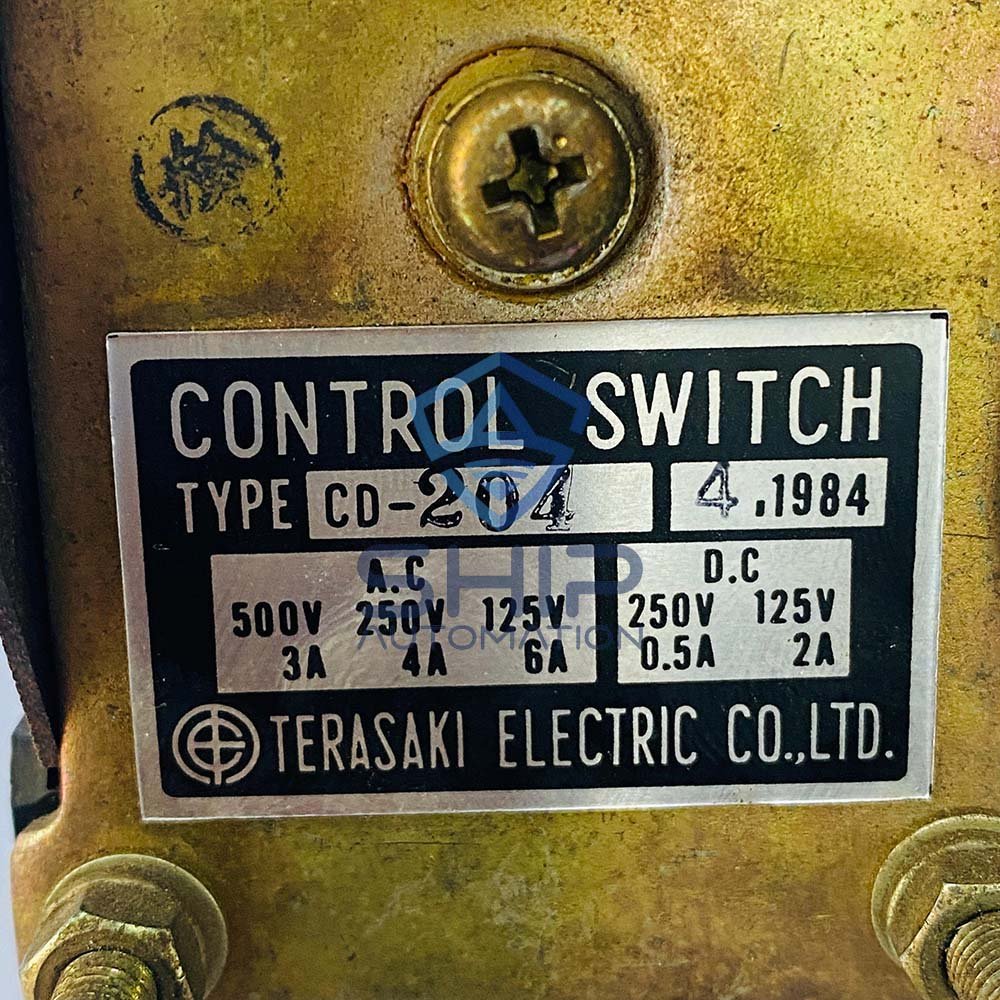 検
CONTROL SWITCH
TYPE CD-204 4.1984
A.C D.C
500V 250V 125V 250V 125V
3A 4A 6A 0.5A 2A
TERASAKI ELECTRIC CO.,LTD.
SHIP
AUTOMATION